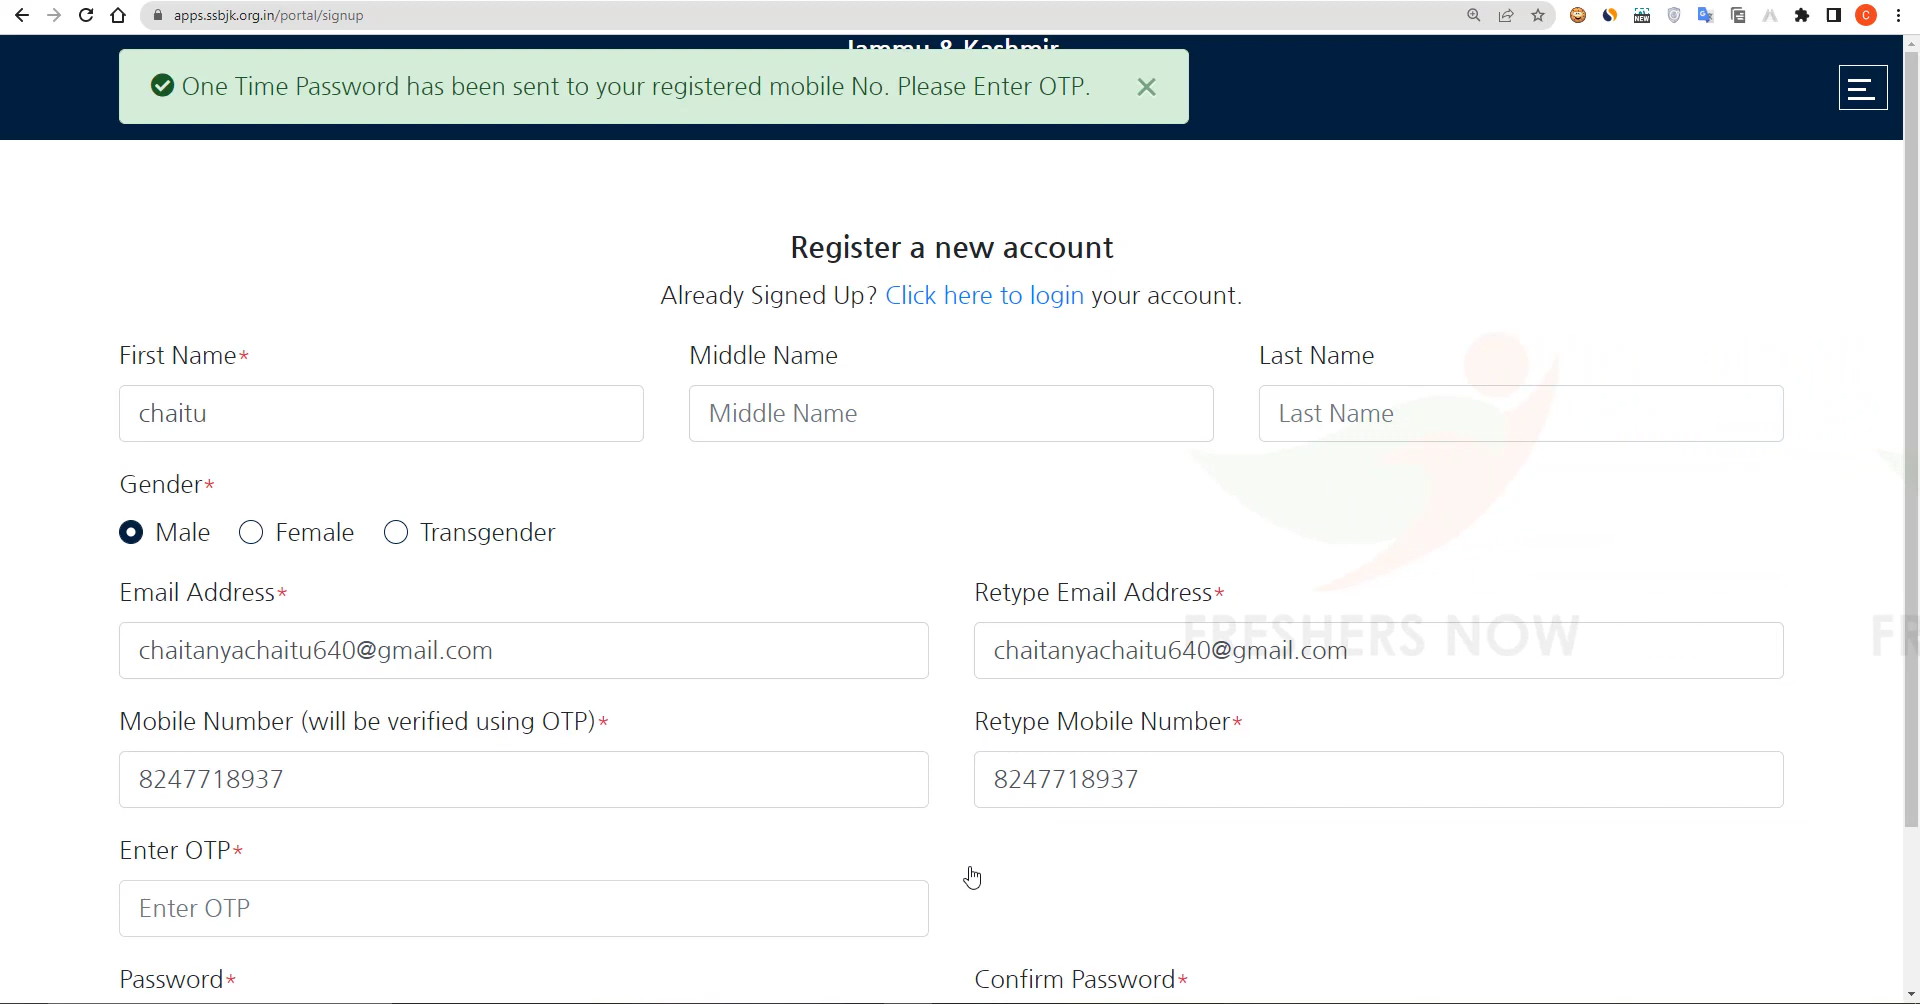 apps.ssbjk.org.in/portal/signup
Jammu & Kashmir
One Time Password has been sent to your registered mobile No. Please Enter OTP.
Register a new account
Already Signed Up? Click here to login your account.
First Name* Middle Name Last Name
chaitu Middle Name Last Name
Gender*
Male Female Transgender
Email Address* Retype Email Address*
chaitanyachaitu640@gmail.com chaitanyachaitu640@gmail.com
FRESHERS NOW FR
Mobile Number (will be verified using OTP)* Retype Mobile Number*
8247718937 8247718937
Enter OTP*
Enter OTP
Password* Confirm Password*